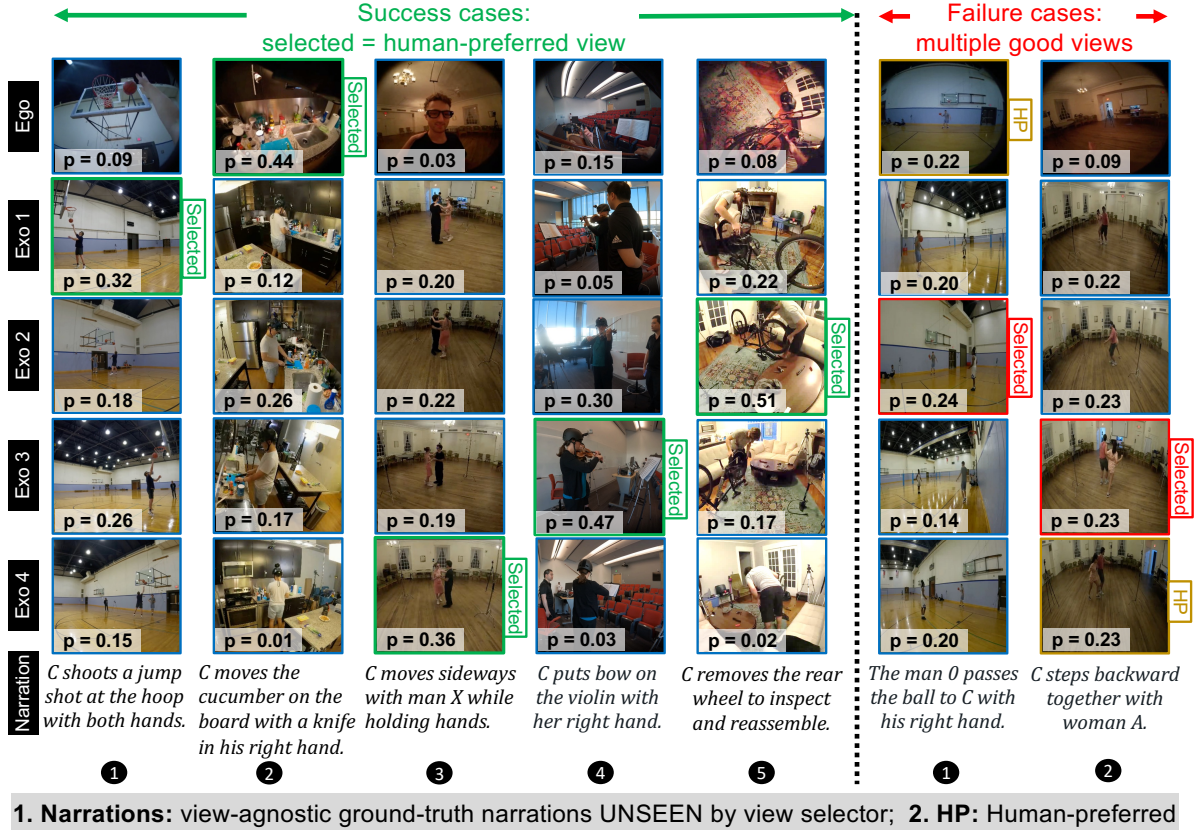 Success cases:
selected = human-preferred view
Failure cases:
multiple good views
Ego
p = 0.09
p = 0.44
Selected
p = 0.03
p = 0.15
p = 0.08
p = 0.22
HP
p = 0.09
Exo 1
p = 0.32
Selected
p = 0.12
p = 0.20
p = 0.05
p = 0.22
p = 0.20
p = 0.22
Exo 2
p = 0.18
p = 0.26
p = 0.22
p = 0.30
p = 0.51
Selected
p = 0.24
Selected
p = 0.23
Exo 3
p = 0.26
p = 0.17
p = 0.19
p = 0.47
Selected
p = 0.17
p = 0.14
p = 0.23
Selected
Exo 4
p = 0.15
p = 0.01
p = 0.36
Selected
p = 0.03
p = 0.02
p = 0.20
p = 0.23
HP
Narration
C shoots a jump
shot at the hoop
with both hands.
C moves the
cucumber on the
board with a knife
in his right hand.
C moves sideways
with man X while
holding hands.
C puts bow on
the violin with
her right hand.
C removes the rear
wheel to inspect
and reassemble.
The man 0 passes
the ball to C with
his right hand.
C steps backward
together with
woman A.
1
2
3
4
5
1
2
1. Narrations: view-agnostic ground-truth narrations UNSEEN by view selector; 2. HP: Human-preferred